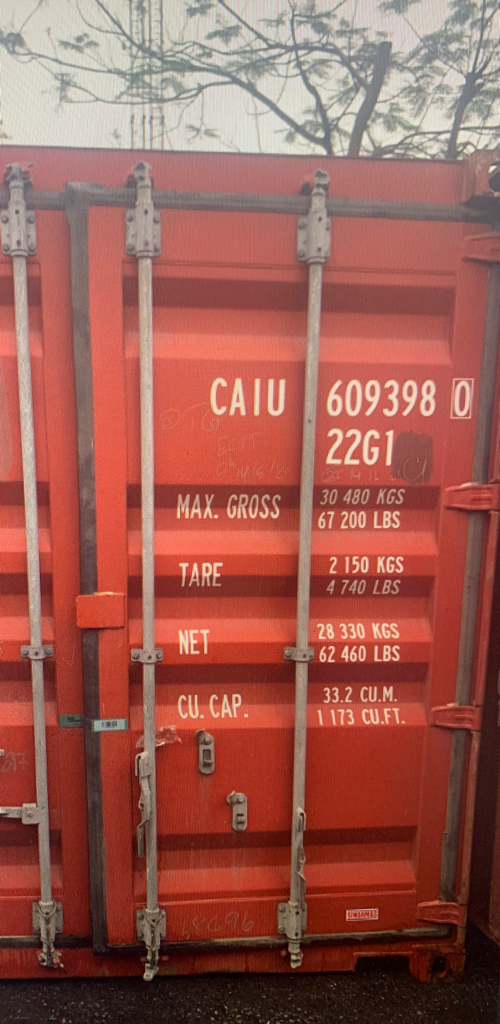 CAIU 609398 0
22G1
MAX. GROSS 30 480 KGS
67 200 LBS
TARE 2 150 KGS
4 740 LBS
NET 28 330 KGS
62 460 LBS
CU. CAP. 33.2 CU.M.
1 173 CU.FT.
SINGAMAS